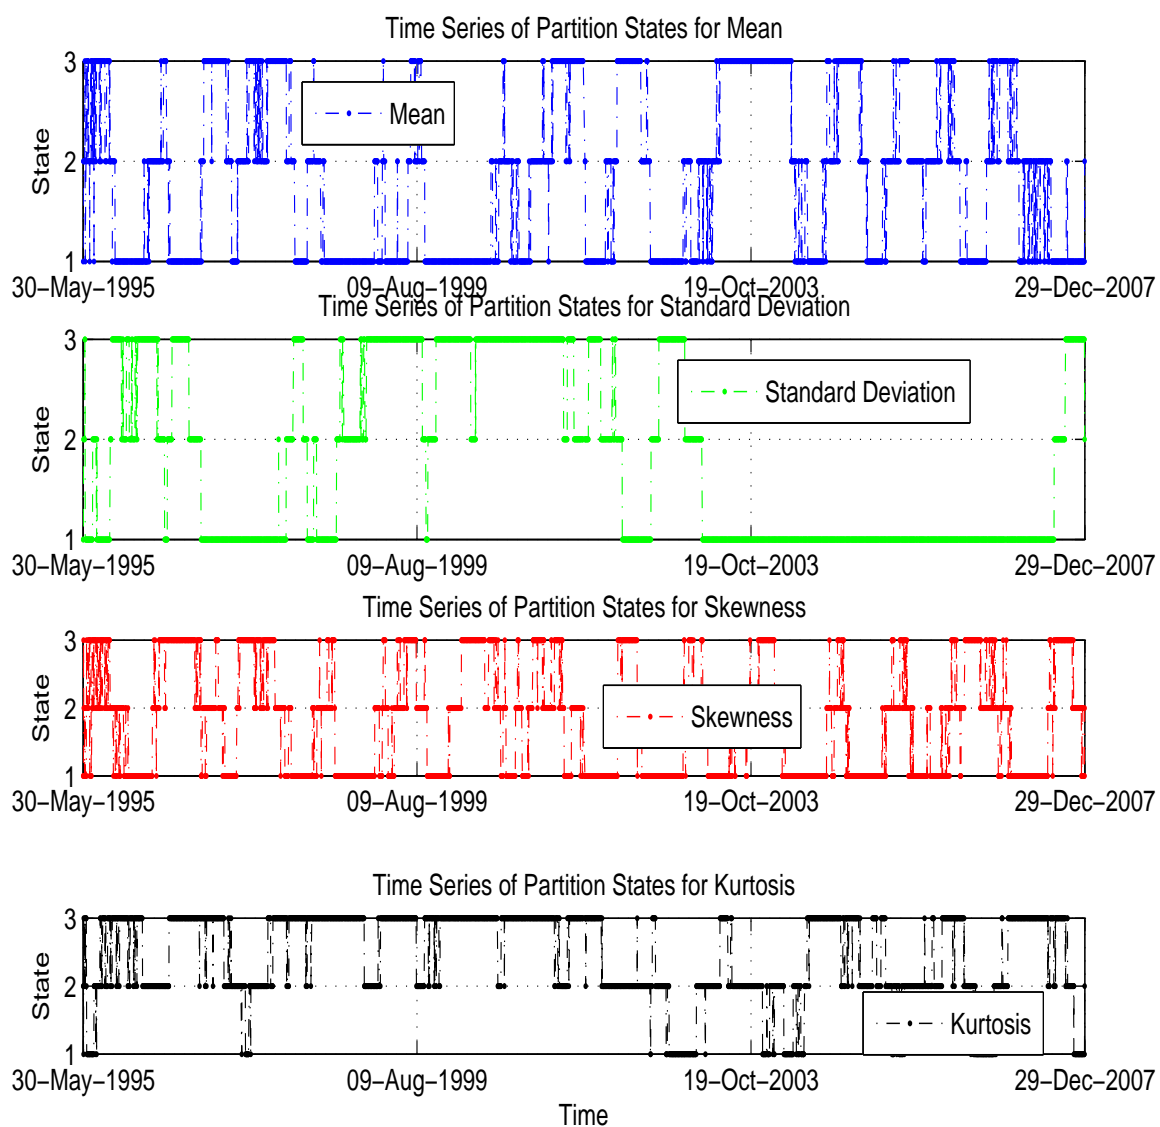 Time Series of Partition States for Mean
3
2
1
State
Mean
30−May−1995 09−Aug−1999 19−Oct−2003 29−Dec−2007
Time Series of Partition States for Standard Deviation
3
2
1
State
Standard Deviation
30−May−1995 09−Aug−1999 19−Oct−2003 29−Dec−2007
Time Series of Partition States for Skewness
3
2
1
State
Skewness
30−May−1995 09−Aug−1999 19−Oct−2003 29−Dec−2007
Time Series of Partition States for Kurtosis
3
2
1
State
Kurtosis
30−May−1995 09−Aug−1999 19−Oct−2003 29−Dec−2007
Time